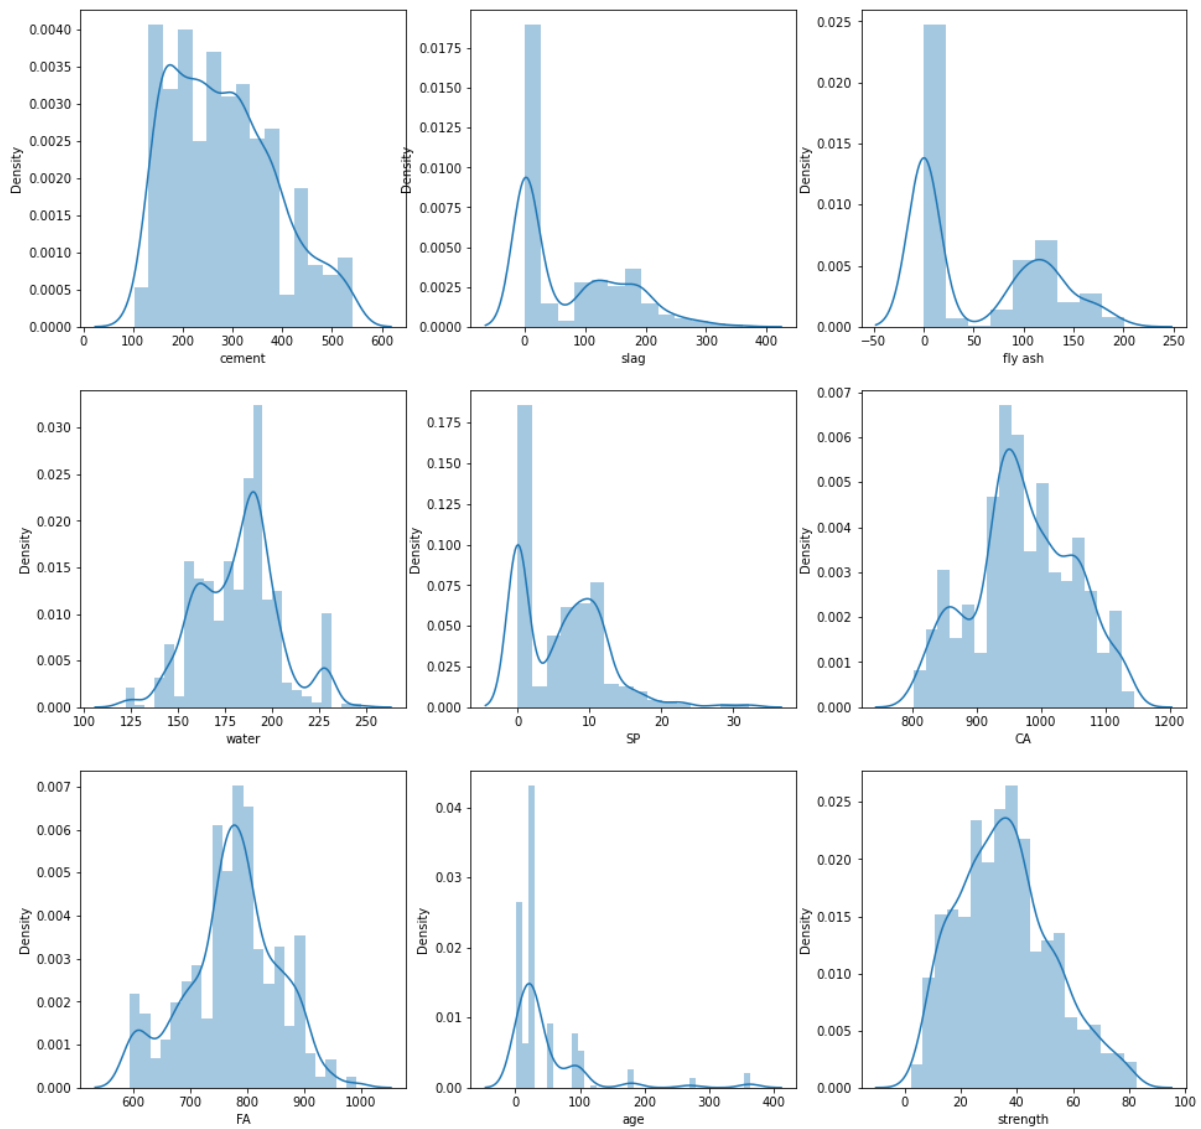 0.0040
0.0035
0.0030
0.0025
0.0020
0.0015
0.0010
0.0005
0.0000
Density
0 100 200 300 400 500 600
cement
0.0175
0.0150
0.0125
0.0100
0.0075
0.0050
0.0025
0.0000
Density
0 100 200 300 400
slag
0.025
0.020
0.015
0.010
0.005
0.000
Density
−50 0 50 100 150 200 250
fly ash
0.030
0.025
0.020
0.015
0.010
0.005
0.000
Density
100 125 150 175 200 225 250
water
0.175
0.150
0.125
0.100
0.075
0.050
0.025
0.000
Density
0 10 20 30
SP
0.007
0.006
0.005
0.004
0.003
0.002
0.001
0.000
Density
800 900 1000 1100 1200
CA
0.007
0.006
0.005
0.004
0.003
0.002
0.001
0.000
Density
600 700 800 900 1000
FA
0.04
0.03
0.02
0.01
0.00
Density
0 100 200 300 400
age
0.025
0.020
0.015
0.010
0.005
0.000
Density
0 20 40 60 80 100
strength